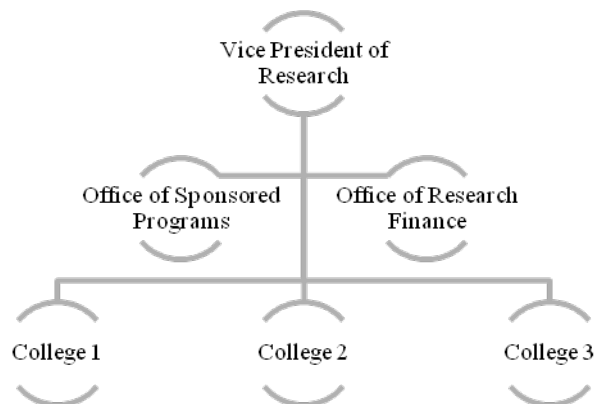 Vice President of
Research
Office of Sponsored
Programs
Office of Research
Finance
College 1
College 2
College 3